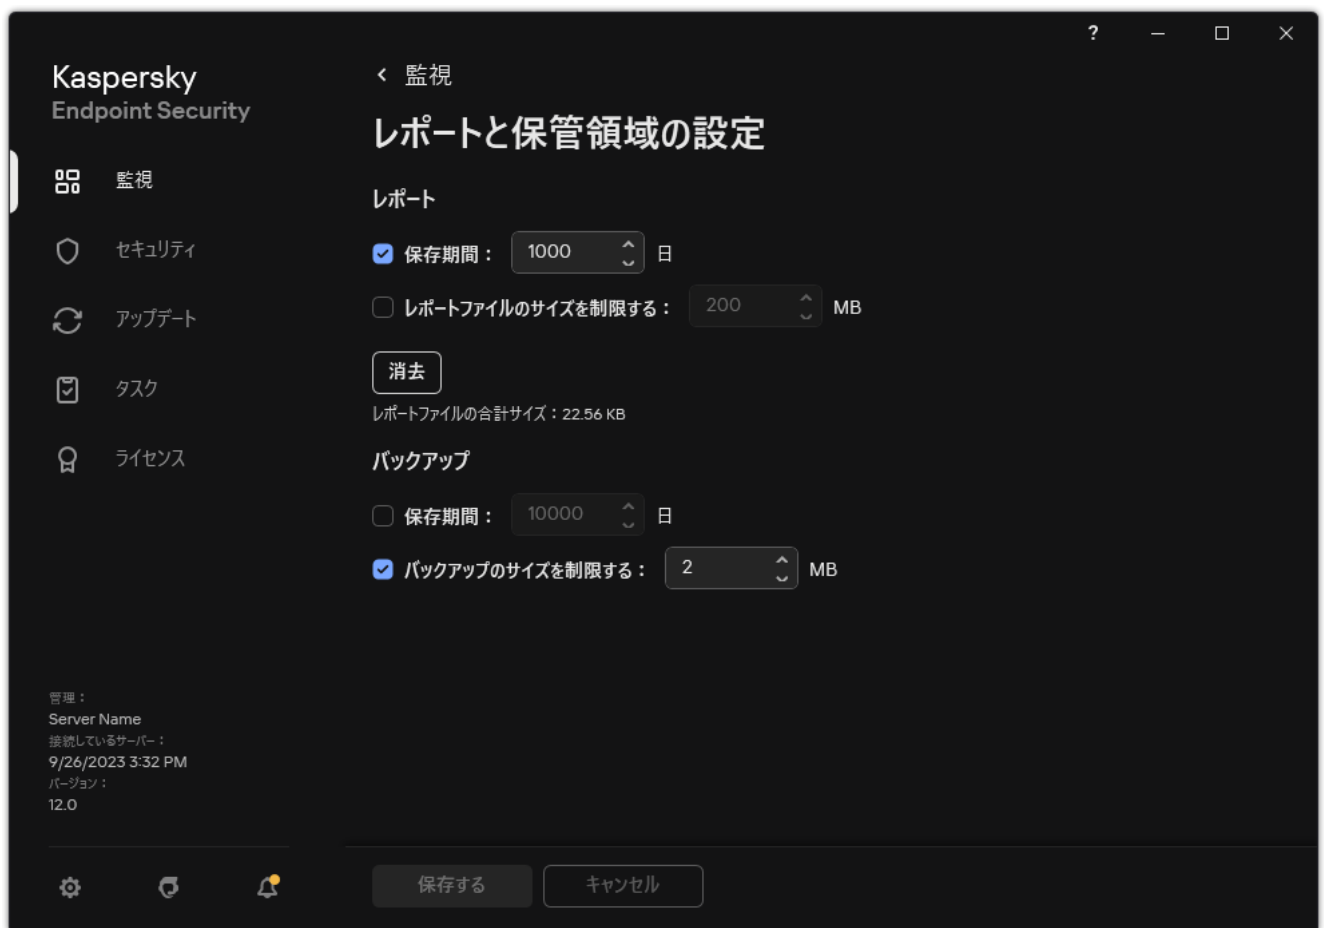 ?
Kaspersky
Endpoint Security
監視
セキュリティ
アップデート
タスク
ライセンス
管理：
Server Name
接続しているサーバー：
9/26/2023 3:32 PM
バージョン：
12.0
監視
レポートと保管領域の設定
レポート
保存期間： 1000 日
レポートファイルのサイズを制限する： 200 MB
消去
レポートファイルの合計サイズ：22.56 KB
バックアップ
保存期間： 10000 日
バックアップのサイズを制限する： 2 MB
保存する キャンセル